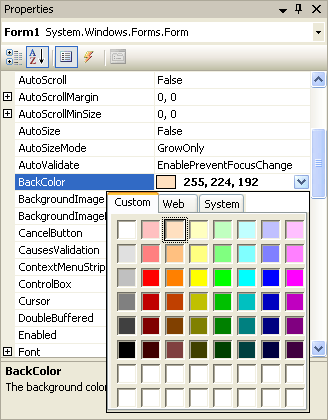 Properties
Form1 System.Windows.Forms.Form
AutoScroll False
AutoScrollMargin 0, 0
AutoScrollMinSize 0, 0
AutoSize False
AutoSizeMode GrowOnly
AutoValidate EnablePreventFocusChange
BackColor 255, 224, 192
BackgroundImage
Custom Web System
BackgroundImage
CancelButton
CausesValidation
ContextMenuStrip
ControlBox
Cursor
DoubleBuffered
Enabled
Font
BackColor
The background colo